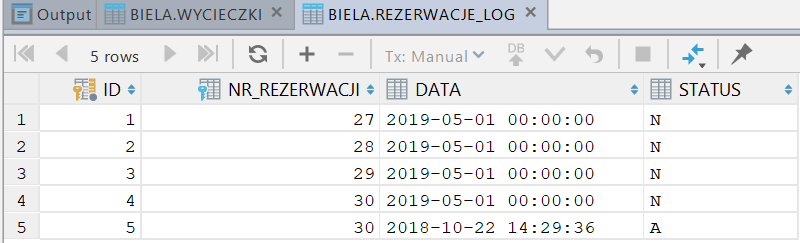 Output BIELA.WYCIECZKI BIELA.REZERWACJE_LOG
5 rows Tx: Manual DB
ID NR_REZERWACJI DATA STATUS
1 1 27 2019-05-01 00:00:00 N
2 2 28 2019-05-01 00:00:00 N
3 3 29 2019-05-01 00:00:00 N
4 4 30 2019-05-01 00:00:00 N
5 5 30 2018-10-22 14:29:36 A